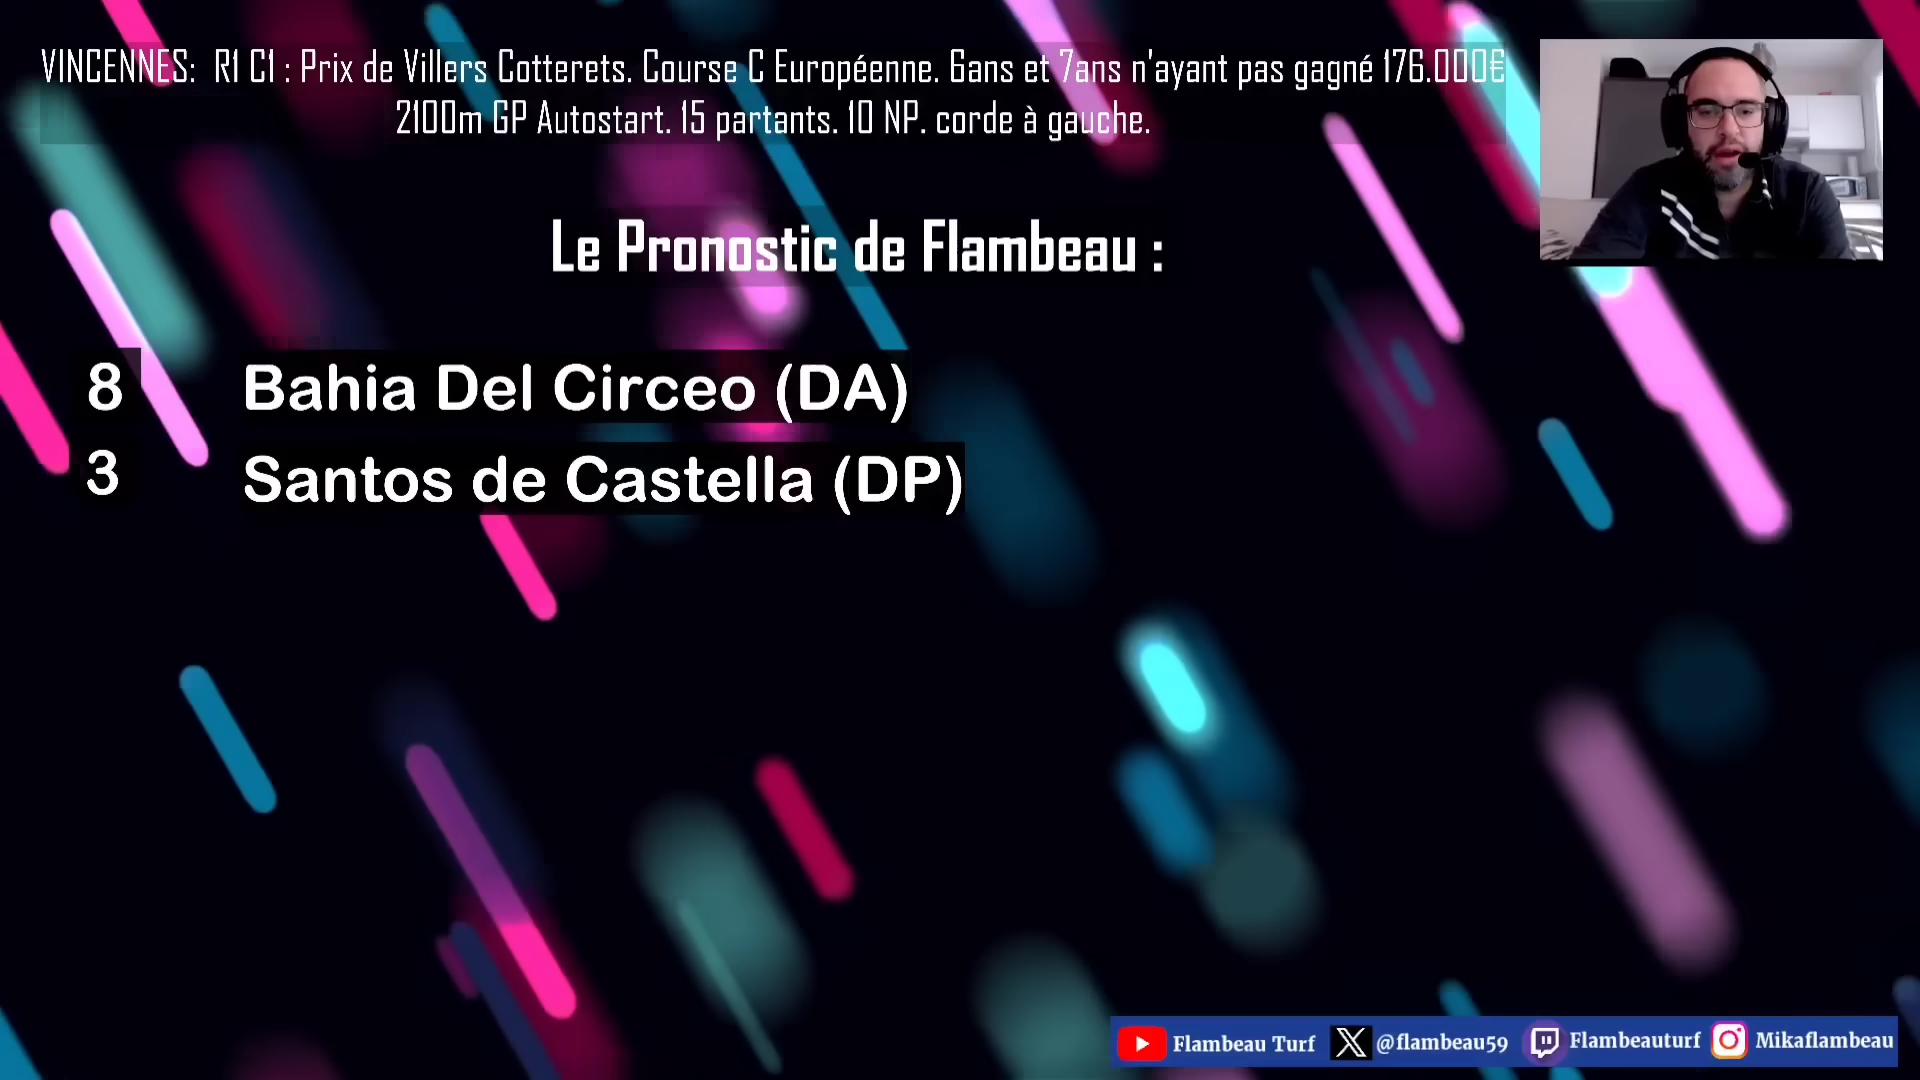 VINCENNES: R1 C1 : Prix de Villers Cotterets. Course C Européenne. 6ans et 7ans n'ayant pas gagné 176.000€
2100m GP Autostart. 15 partants. 10 NP. corde à gauche.
Le Pronostic de Flambeau :
8 Bahia Del Circeo (DA)
3 Santos de Castella (DP)
Flambeau Turf @flambeau59 Flambeauturf Mikaflambeau